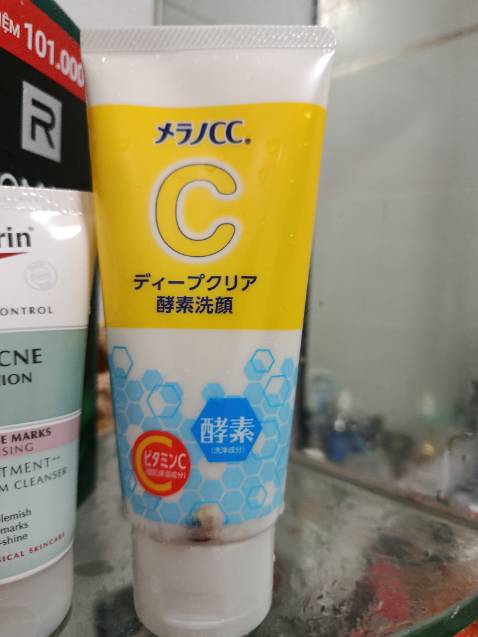 IỆM 101.000
R
メラノCC®
C
ディープクリア
酵素洗顔
酵素
(洗浄成分)
ビタミンC
rin®
ONTROL
CNE
ION
E MARKS
SING
TMENT**
M CLEANSER
lemish
marks
-shine
ICAL SKINCARE